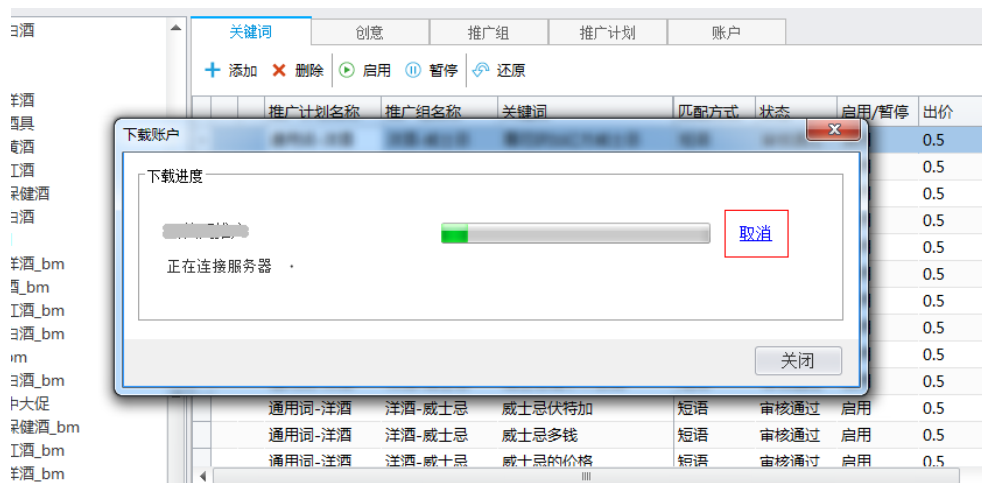 关键词 创意 推广组 推广计划 账户
添加 删除 启用 暂停 还原
推广计划名称 推广组名称 关键词 匹配方式 状态 启用/暂停 出价
白酒
洋酒
酒具
黄酒
红酒
保健酒
白酒
洋酒_bm
酒_bm
红酒_bm
白酒_bm
bm
白酒_bm
中大促
保健酒_bm
红酒_bm
洋酒_bm
下载账户
下载进度
取消
正在连接服务器
关闭
0.5
0.5
0.5
0.5
0.5
0.5
0.5
0.5
0.5
0.5
通用词-洋酒 洋酒-威士忌 威士忌伏特加 短语 审核通过 启用 0.5
通用词-洋酒 洋酒-威士忌 威士忌多钱 短语 审核通过 启用 0.5
通用词-洋酒 洋酒-威士忌 威士忌的价格 短语 审核通过 启用 0.5